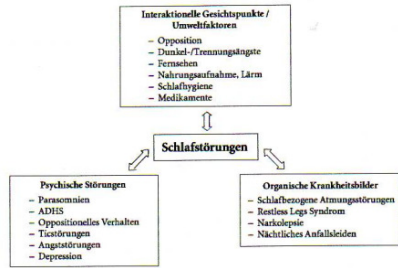 Interaktionelle Gesichtspunkte /
Umweltfaktoren
– Opposition
– Dunkel-/Trennungsängste
– Fernsehen
– Nahrungsaufnahme, Lärm
– Schlafhygiene
– Medikamente
Schlafstörungen
Psychische Störungen
– Parasomnien
– ADHS
– Oppositionelles Verhalten
– Ticstörungen
– Angststörungen
– Depression
Organische Krankheitsbilder
– Schlafbezogene Atmungsstörungen
– Restless Legs Syndrom
– Narkolepsie
– Nächtliches Anfallsleiden